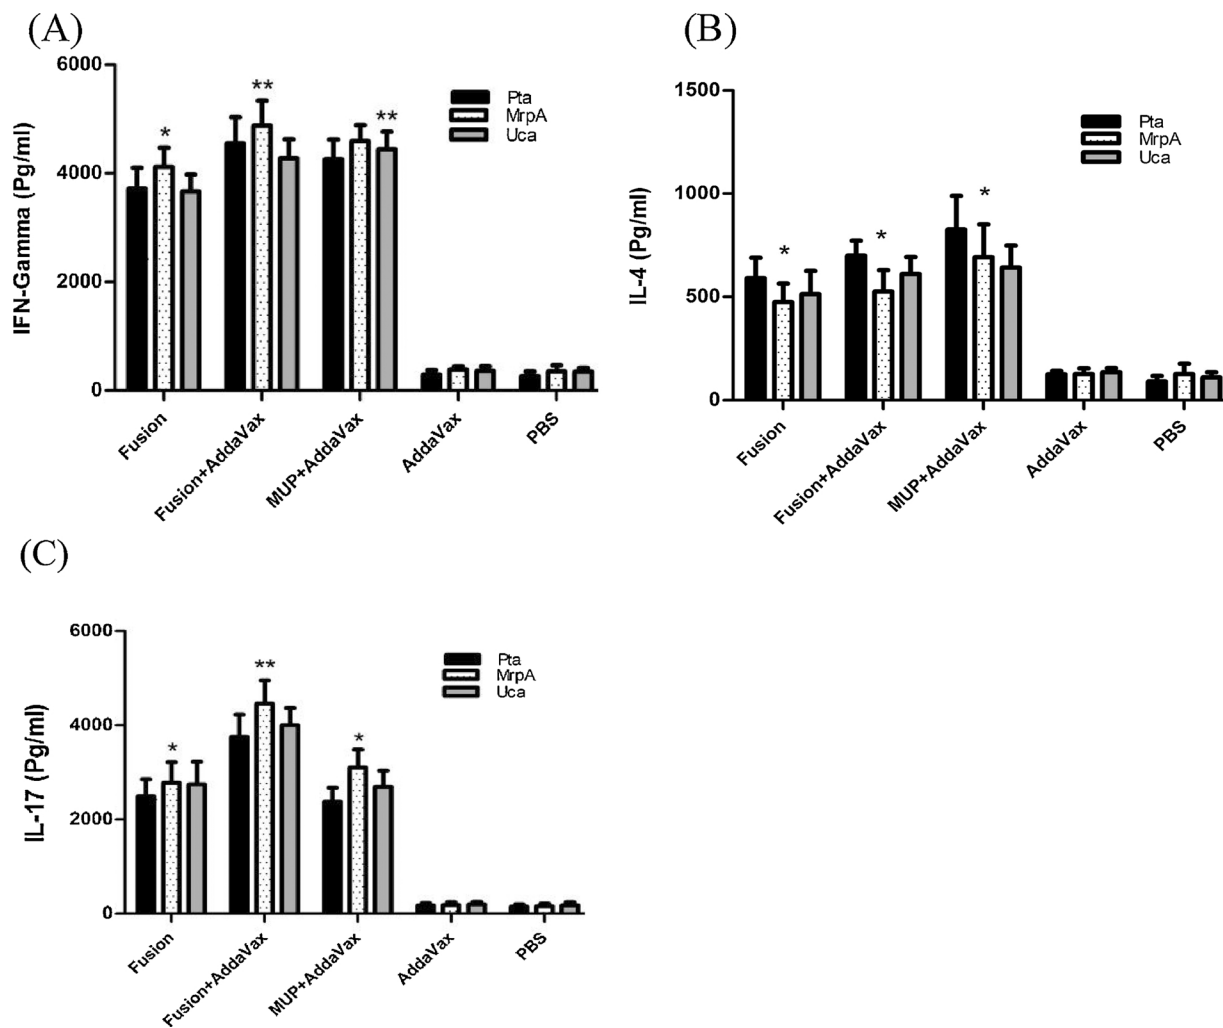 (A)
IFN-Gamma (Pg/ml)
6000
4000
2000
0
Pta
MrpA
Uca
*
**
**
Fusion
Fusion+AddaVax
MUP+AddaVax
AddaVax
PBS
(B)
IL-4 (Pg/ml)
1500
1000
500
0
Pta
MrpA
Uca
*
*
*
Fusion
Fusion+AddaVax
MUP+AddaVax
AddaVax
PBS
(C)
IL-17 (Pg/ml)
6000
4000
2000
0
Pta
MrpA
Uca
*
**
*
Fusion
Fusion+AddaVax
MUP+AddaVax
AddaVax
PBS